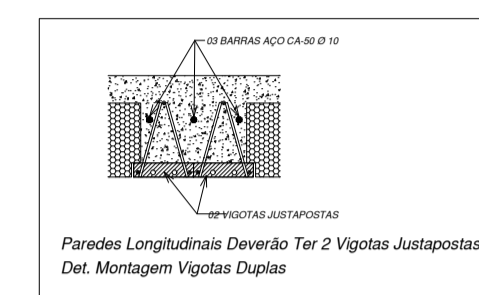 03 BARRAS AÇO CA-50 Ø 10
02 VIGOTAS JUSTAPOSTAS
Paredes Longitudinais Deverão Ter 2 Vigotas Justapostas
Det. Montagem Vigotas Duplas